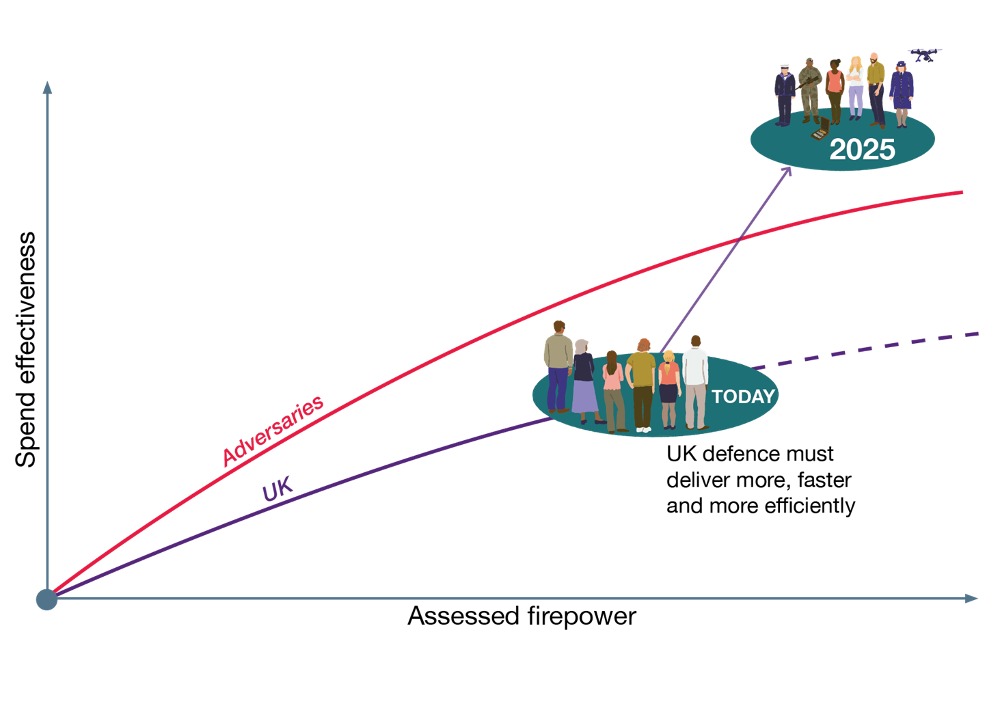 2025
Spend effectiveness
Adversaries
UK
TODAY
UK defence must
deliver more, faster
and more efficiently
Assessed firepower